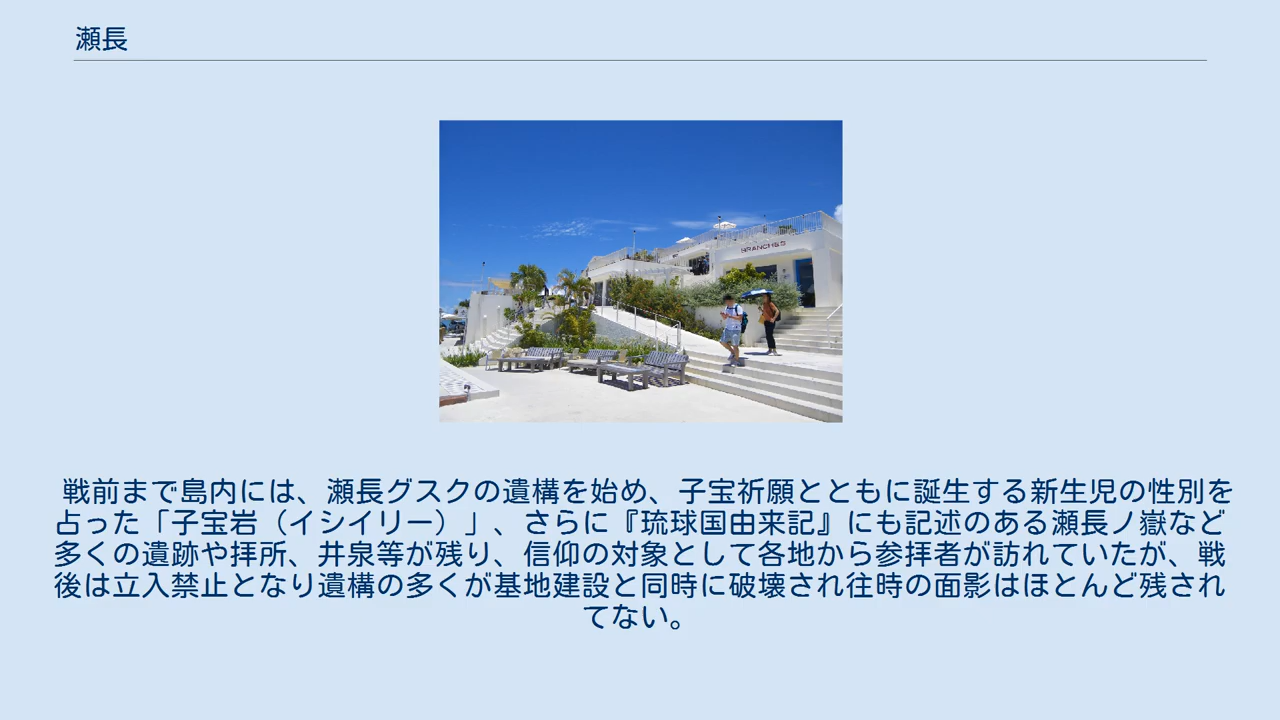 瀬長
BRANCHES
戦前まで島内には、瀬長グスクの遺構を始め、子宝祈願とともに誕生する新生児の性別を
占った「子宝岩（イシイリー）」、さらに『琉球国由来記』にも記述のある瀬長ノ嶽など
多くの遺跡や拝所、井泉等が残り、信仰の対象として各地から参拝者が訪れていたが、戦
後は立入禁止となり遺構の多くが基地建設と同時に破壊され往時の面影はほとんど残され
てない。